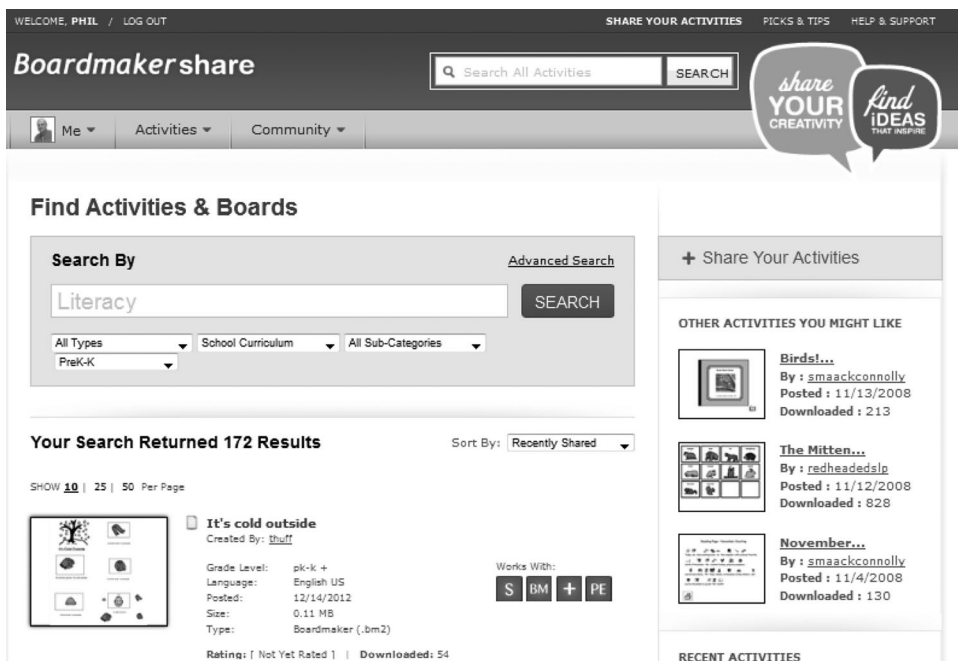 WELCOME, PHIL / LOG OUT
SHARE YOUR ACTIVITIES PICKS & TIPS HELP & SUPPORT
Boardmaker share
Search All Activities SEARCH
share YOUR CREATIVITY
find iDEAS THAT INSPIRE
Me Activities Community
Find Activities & Boards
Search By Advanced Search
Literacy SEARCH
All Types School Curriculum All Sub-Categories
PreK-K
Your Search Returned 172 Results Sort By: Recently Shared
SHOW 10 | 25 | 50 Per Page
It's cold outside
Created By: thuff
Grade Level: pk-k +
Language: English US
Posted: 12/14/2012
Size: 0.11 MB
Type: Boardmaker (.bm2)
Works With:
S BM + PE
Rating: [ Not Yet Rated ] | Downloaded: 54
+ Share Your Activities
OTHER ACTIVITIES YOU MIGHT LIKE
Birds!...
By : smaackconnolly
Posted : 11/13/2008
Downloaded : 213
The Mitten...
By : redheadedslp
Posted : 11/12/2008
Downloaded : 828
November...
By : smaackconnolly
Posted : 11/4/2008
Downloaded : 130
RECENT ACTIVITIES